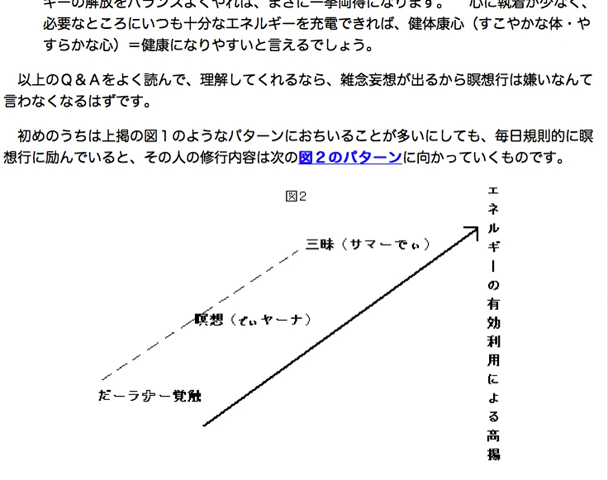 ギーの解放をバランスよくやれば、まさに一挙両得になります。　心に執着が少なく、
必要なところにいつも十分なエネルギーを充電できれば、健体康心（すこやかな体・や
すらかな心）＝健康になりやすいと言えるでしょう。
以上のＱ＆Ａをよく読んで、理解してくれるなら、雑念妄想が出るから瞑想行は嫌いなんて
言わなくなるはずです。
初めのうちは上掲の図１のようなパターンにおちいることが多いにしても、毎日規則的に瞑
想行に励んでいると、その人の修行内容は次の図２のパターンに向かっていくものです。
図2
三昧（サマーでぃ）
瞑想（でぃヤーナ）
だーラナー覚触
エネルギーの有効利用による高揚